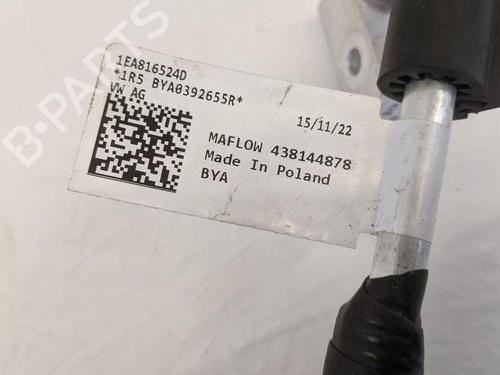 1EA816524D
*1R5 BYA0392655R*
VW AG
15/11/22
MAFLOW 438144878
Made In Poland
BYA
B-PARTS